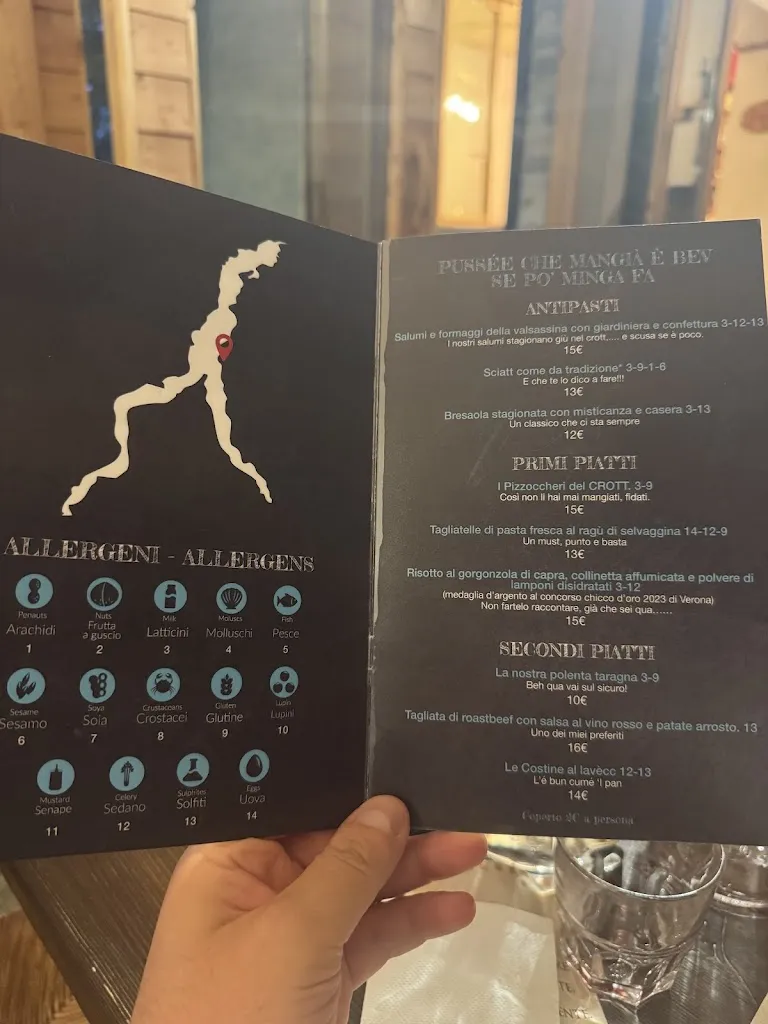 ALLERGENI - ALLERGENS
Penauts Nuts Milk Molusts Fish
Arachidi Frutta a guscio Latticini Molluschi Pesce
1 2 3 4 5
Sesame Soya Crustaceans Gluten Lupin
Sesamo Soia Crostacei Glutine Lupini
6 7 8 9 10
Mustard Celery Sulphites Eggs
Senape Sedano Solfiti Uova
11 12 13 14
PUSSÉE CHE MANGIÀ É BEV
SE PO' MINGA FA
ANTIPASTI
Salumi e formaggi della valsassina con giardiniera e confettura 3-12-13
I nostri salumi stagionano giù nel crott..... e scusa se è poco.
15€
Sciatt come da tradizione* 3-9-1-6
E che te lo dico a fare!!!
13€
Bresaola stagionata con misticanza e casera 3-13
Un classico che ci sta sempre
12€
PRIMI PIATTI
I Pizzoccheri del CROTT. 3-9
Così non li hai mai mangiati, fidati.
15€
Tagliatelle di pasta fresca al ragù di selvaggina 14-12-9
Un must, punto e basta
13€
Risotto al gorgonzola di capra, collinetta affumicata e polvere di
lamponi disidratati 3-12
(medaglia d'argento al concorso chicco d'oro 2023 di Verona)
Non fartelo raccontare, già che sei qua......
15€
SECONDI PIATTI
La nostra polenta taragna 3-9
Beh qua vai sul sicuro!
10€
Tagliata di roastbeef con salsa al vino rosso e patate arrosto. 13
Uno dei miei preferiti
16€
Le Costine al lavècc 12-13
L'é bun cumé 'l pan
14€
Coperto 2€ a persona